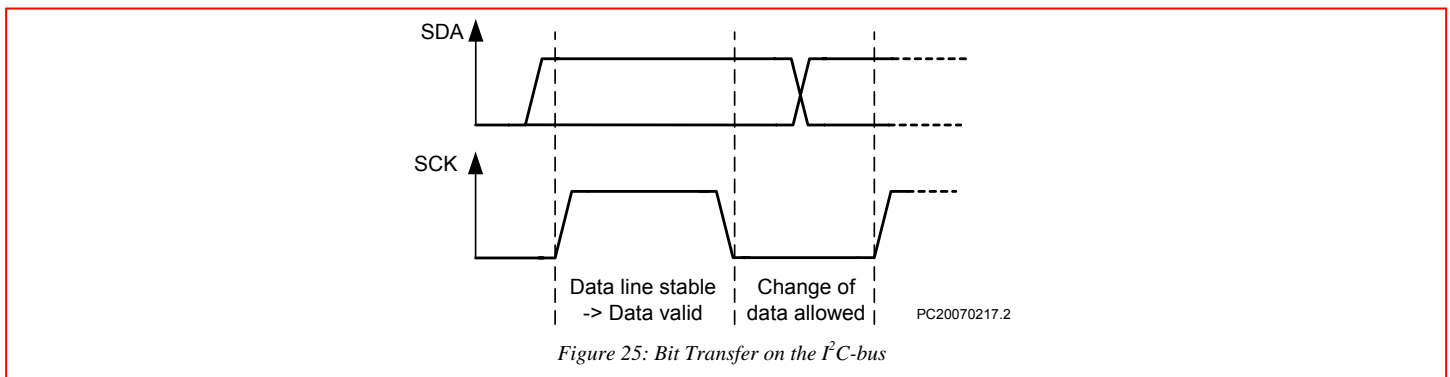 SDA
SCK
Data line stable
-> Data valid
Change of
data allowed
PC20070217.2
Figure 25: Bit Transfer on the I²C-bus